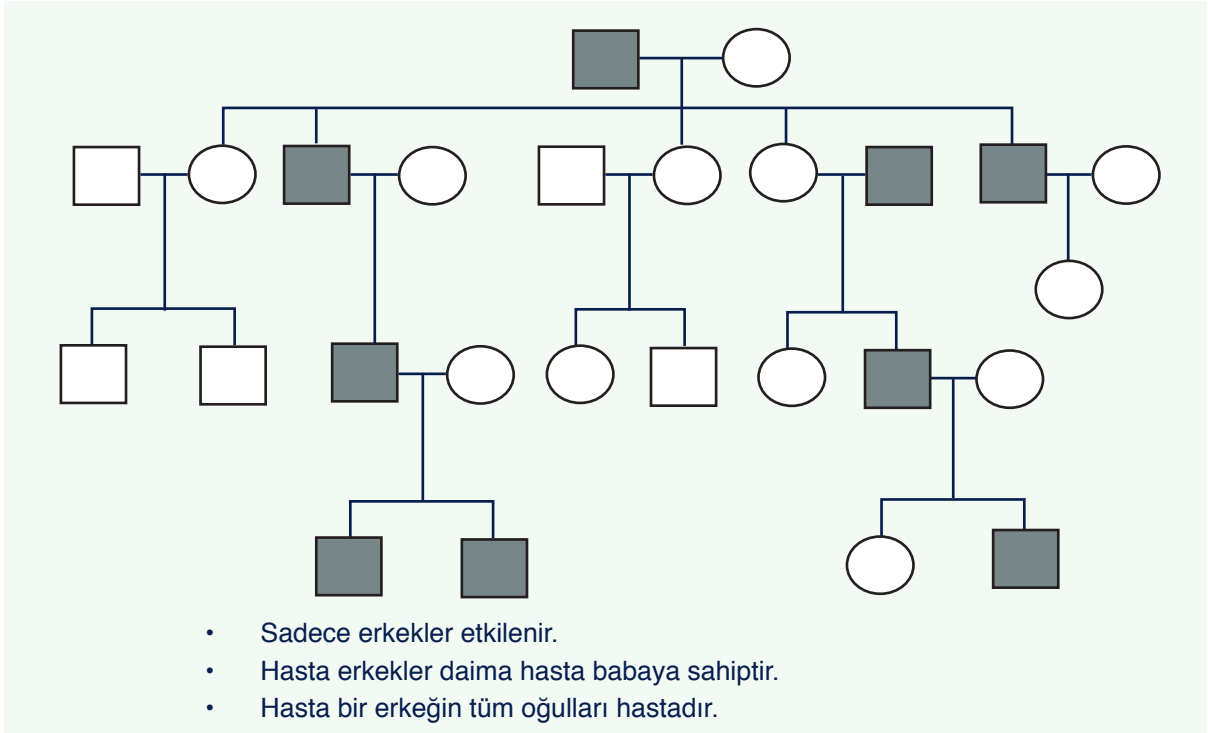 • Sadece erkekler etkilenir.
• Hasta erkekler daima hasta babaya sahiptir.
• Hasta bir erkeğin tüm oğulları hastadır.